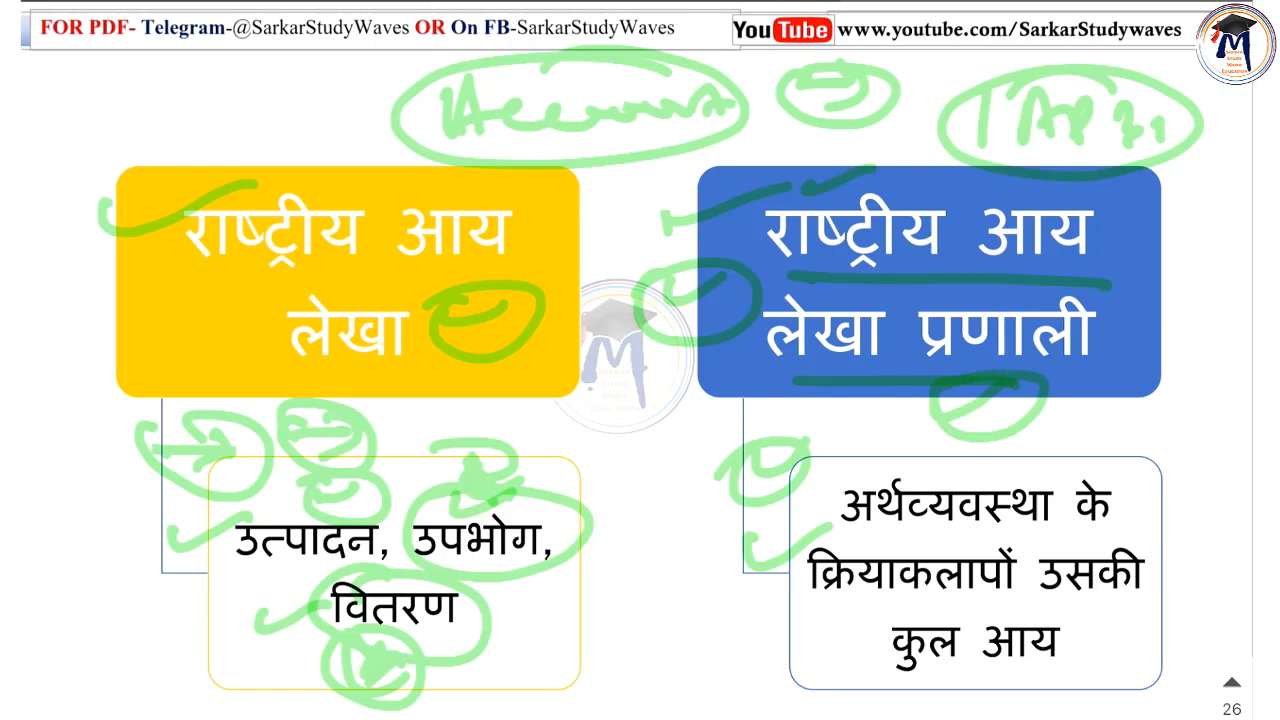 FOR PDF- Telegram-@SarkarStudyWaves OR On FB-SarkarStudyWaves
YouTube www.youtube.com/SarkarStudywaves
राष्ट्रीय आय
लेखा
उत्पादन, उपभोग,
वितरण
राष्ट्रीय आय
लेखा प्रणाली
अर्थव्यवस्था के
क्रियाकलापों उसकी
कुल आय
26